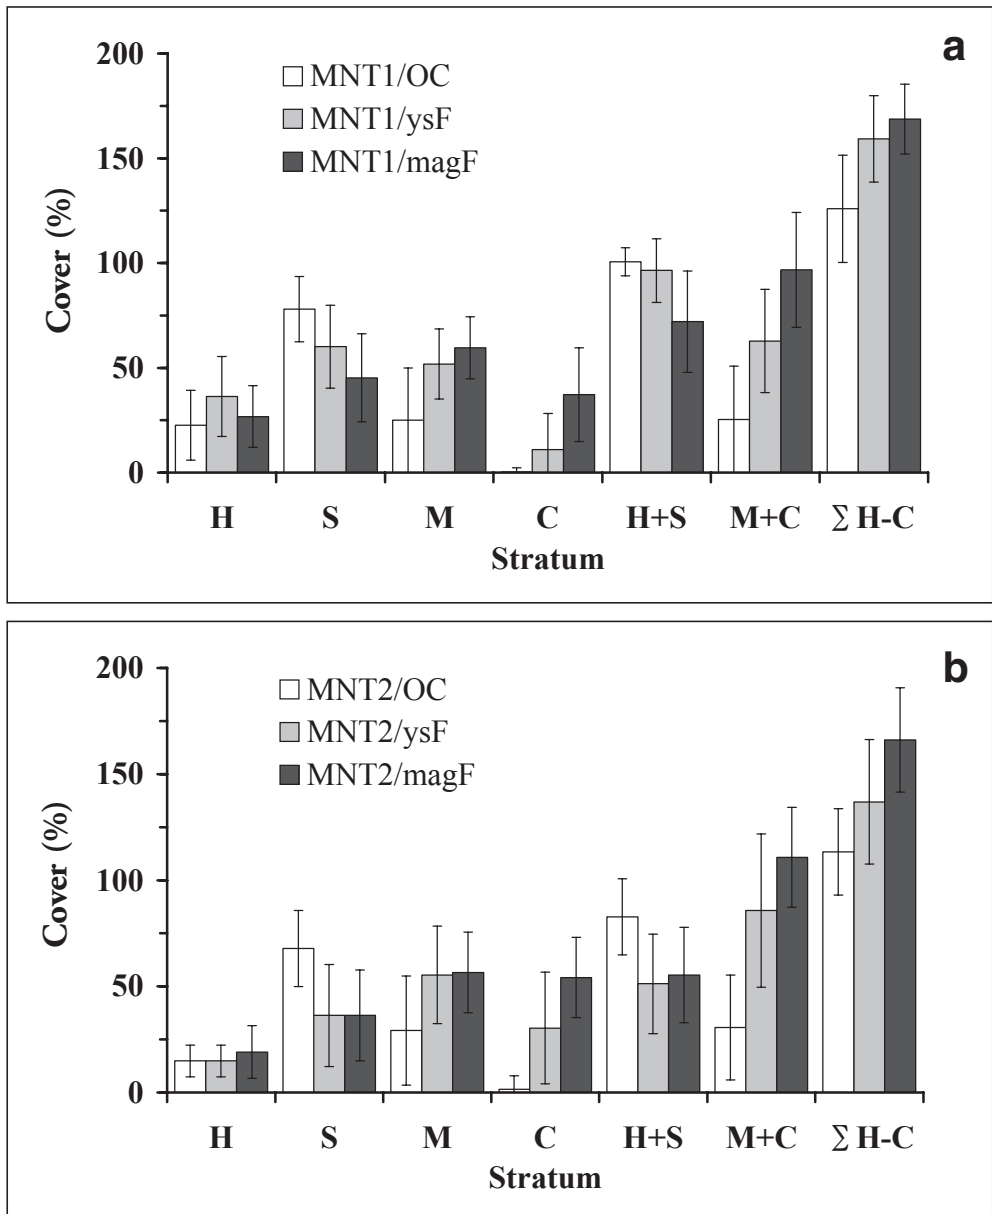 a
200
150
100
50
0
Cover (%)
MNT1/OC
MNT1/ysF
MNT1/magF
H S M C H+S M+C ∑ H-C
Stratum
b
200
150
100
50
0
Cover (%)
MNT2/OC
MNT2/ysF
MNT2/magF
H S M C H+S M+C ∑ H-C
Stratum